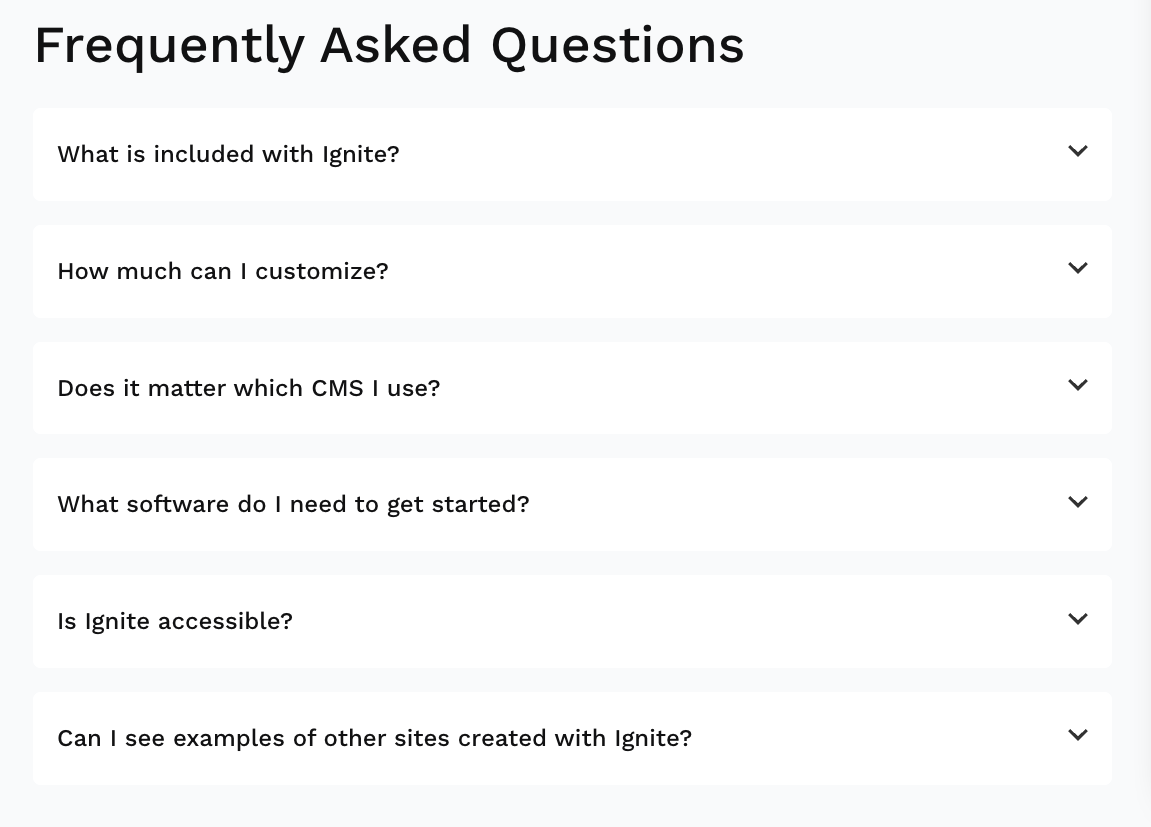 Frequently Asked Questions
What is included with Ignite?
How much can I customize?
Does it matter which CMS I use?
What software do I need to get started?
Is Ignite accessible?
Can I see examples of other sites created with Ignite?